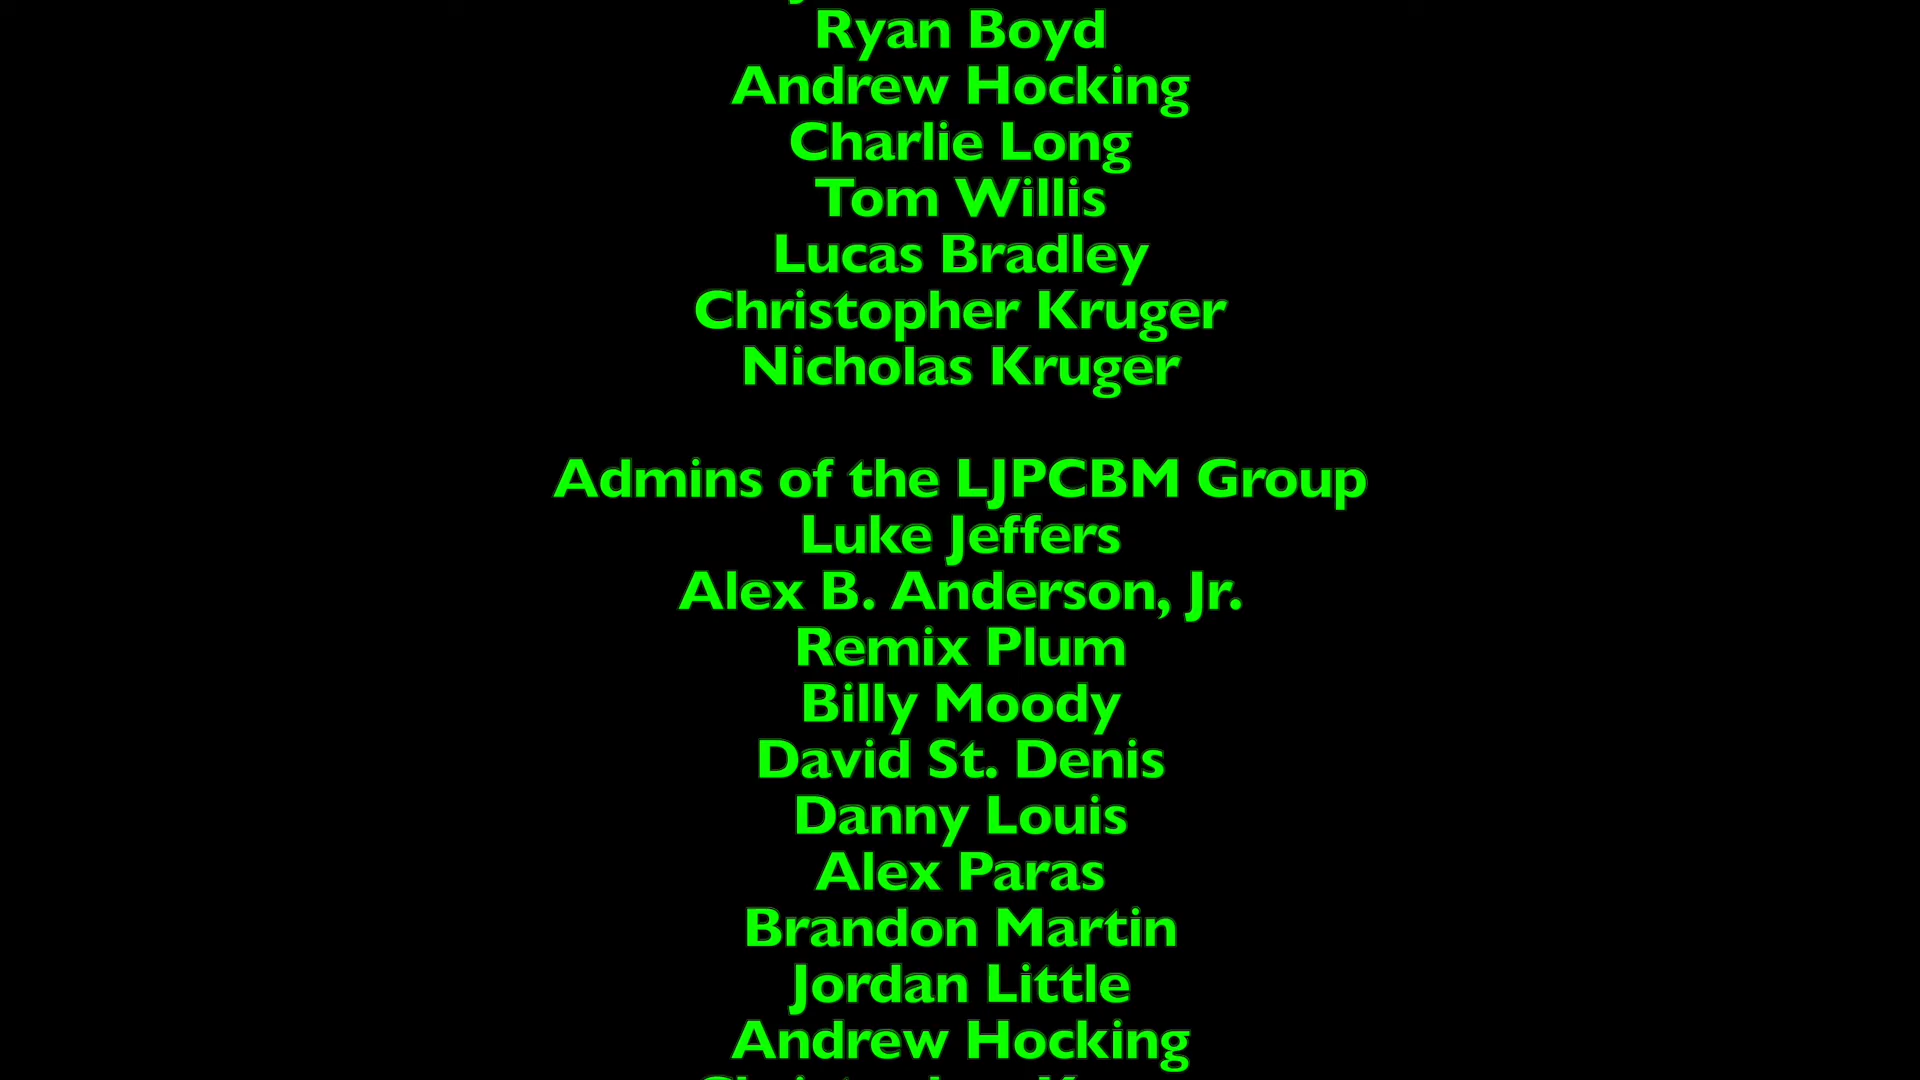 Ryan Boyd
Andrew Hocking
Charlie Long
Tom Willis
Lucas Bradley
Christopher Kruger
Nicholas Kruger
Admins of the LJPCBM Group
Luke Jeffers
Alex B. Anderson, Jr.
Remix Plum
Billy Moody
David St. Denis
Danny Louis
Alex Paras
Brandon Martin
Jordan Little
Andrew Hocking